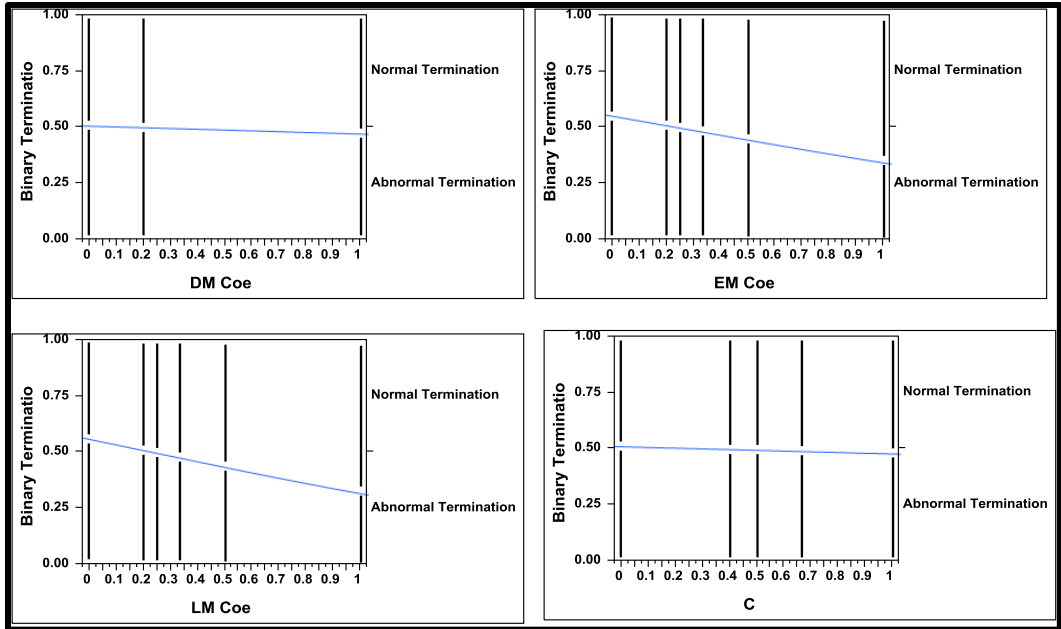 1.00
0.75
0.50
0.25
0.00
Binary Terminatio
Normal Termination
Abnormal Termination
0 0.1 0.2 0.3 0.4 0.5 0.6 0.7 0.8 0.9 1
DM Coe
1.00
0.75
0.50
0.25
0.00
Binary Terminatio
Normal Termination
Abnormal Termination
0 0.1 0.2 0.3 0.4 0.5 0.6 0.7 0.8 0.9 1
EM Coe
1.00
0.75
0.50
0.25
0.00
Binary Terminatio
Normal Termination
Abnormal Termination
0 0.1 0.2 0.3 0.4 0.5 0.6 0.7 0.8 0.9 1
LM Coe
1.00
0.75
0.50
0.25
0.00
Binary Terminatio
Normal Termination
Abnormal Termination
0 0.1 0.2 0.3 0.4 0.5 0.6 0.7 0.8 0.9 1
C